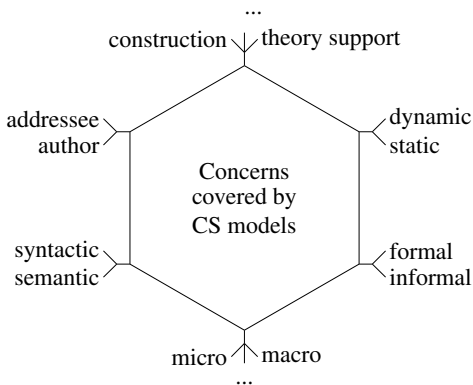 ...
construction theory support
addressee
author
dynamic
static
Concerns
covered by
CS models
syntactic
semantic
formal
informal
micro macro
...